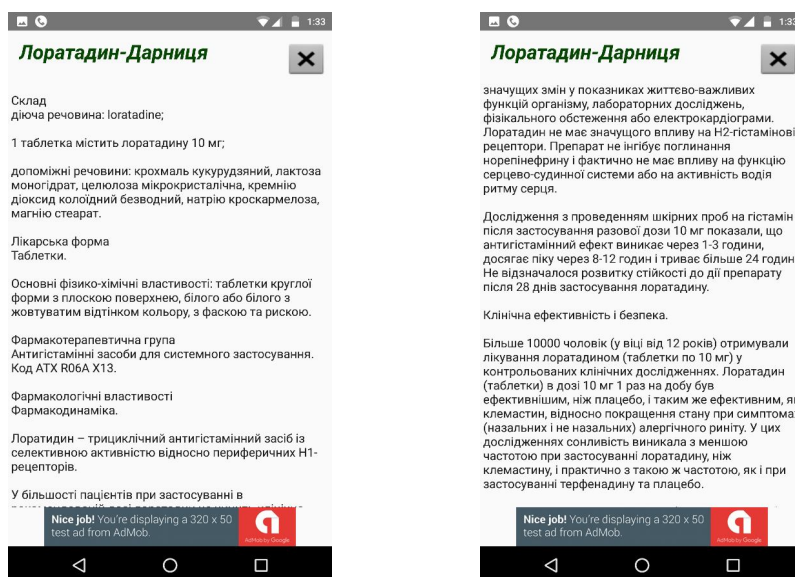 1:33
Лоратадин-Дарниця
Склад
діюча речовина: loratadine;
1 таблетка містить лоратадину 10 мг;
допоміжні речовини: крохмаль кукурудзяний, лактоза
моногідрат, целюлоза мікрокристалічна, кремнію
діоксид колоїдний безводний, натрію кроскармелоза,
магнію стеарат.
Лікарська форма
Таблетки.
Основні фізико-хімічні властивості: таблетки круглої
форми з плоскою поверхнею, білого або білого з
жовтуватим відтінком кольору, з фаскою та рискою.
Фармакотерапевтична група
Антигістамінні засоби для системного застосування.
Код АТХ R06A X13.
Фармакологічні властивості
Фармакодинаміка.
Лоратидин – трициклічний антигістамінний засіб із
селективною активністю відносно периферичних H1-
рецепторів.
У більшості пацієнтів при застосуванні в
Nice job! You're displaying a 320 x 50
test ad from AdMob.
AdMob by Google
1:33
Лоратадин-Дарниця
значущих змін у показниках життєво-важливих
функцій організму, лабораторних досліджень,
фізікального обстеження або електрокардіограми.
Лоратадин не має значущого впливу на H2-гістамінові
рецептори. Препарат не інгібує поглинання
норепінефрину і фактично не має впливу на функцію
серцево-судинної системи або на активність водія
ритму серця.
Дослідження з проведенням шкірних проб на гістамін
після застосування разової дози 10 мг показали, що
антигістамінний ефект виникає через 1-3 години,
досягає піку через 8-12 годин і триває більше 24 годин
Не відзначалося розвитку стійкості до дії препарату
після 28 днів застосування лоратадину.
Клінічна ефективність і безпека.
Більше 10000 чоловік (у віці від 12 років) отримували
лікування лоратадином (таблетки по 10 мг) у
контрольованих клінічних дослідженнях. Лоратадин
(таблетки) в дозі 10 мг 1 раз на добу був
ефективнішим, ніж плацебо, і таким же ефективним, як
клемастин, відносно покращення стану при симптомах
(назальних і не назальних) алергічного риніту. У цих
дослідженнях сонливість виникала з меншою
частотою при застосуванні лоратадину, ніж
клемастину, і практично з такою ж частотою, як і при
застосуванні терфенадину та плацебо.
Nice job! You're displaying a 320 x 50
test ad from AdMob.
AdMob by Google